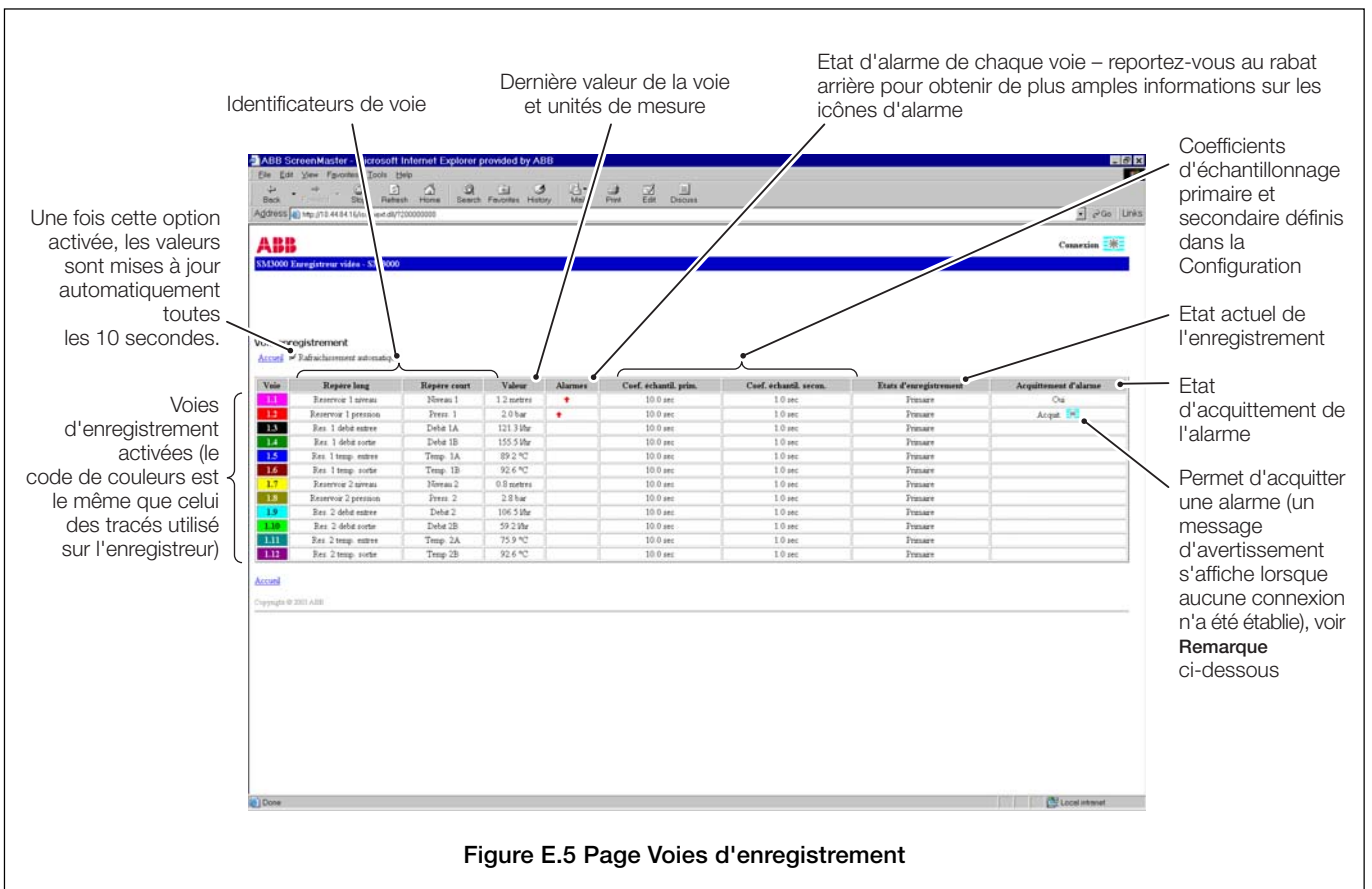 Etat d'alarme de chaque voie – reportez-vous au rabat
arrière pour obtenir de plus amples informations sur les
icônes d'alarme
Dernière valeur de la voie
et unités de mesure
Identificateurs de voie
Coefficients
d'échantillonnage
primaire et
secondaire définis
dans la
Configuration
Une fois cette option
activée, les valeurs
sont mises à jour
automatiquement
toutes
les 10 secondes.
Etat actuel de
l'enregistrement
Etat
d'acquittement de
l'alarme
Voies
d'enregistrement
activées (le
code de couleurs est
le même que celui
des tracés utilisé
sur l'enregistreur)
Permet d'acquitter
une alarme (un
message
d'avertissement
s'affiche lorsque
aucune connexion
n'a été établie), voir
Remarque
ci-dessous
ABB ScreenMaster - Microsoft Internet Explorer provided by ABB
File Edit View Favorites Tools Help
Back Refresh Home Search Favorites History Mail Print Edit Discuss
Address Go Links
ABB
Connexion
SM3000 Enregistreur video - 
enregistrement
Accueil Rafraichissement
Voie Repère long Repère court Valeur Alarmes Coef. échantil. prim. Coef. échantil. secon. Etats d'enregistrement Acquittement d'alarme
1.1 Reservoir 1 niveau Niveau 1 1.2 metres 10.0 sec 1.0 sec Primaire Oui
1.2 Reservoir 1 pression Press. 1 2.0 bar 10.0 sec 1.0 sec Primaire Acquit.
1.3 Res. 1 debit entree Debit 1A 121.3 l/hr 10.0 sec 1.0 sec Primaire
1.4 Res. 1 debit sortie Debit 1B 155.5 l/hr 10.0 sec 1.0 sec Primaire
1.5 Res. 1 temp. entree Temp. 1A 89.2 °C 10.0 sec 1.0 sec Primaire
1.6 Res. 1 temp. sortie Temp. 1B 92.6 °C 10.0 sec 1.0 sec Primaire
1.7 Reservoir 2 niveau Niveau 2 0.8 metres 10.0 sec 1.0 sec Primaire
1.8 Reservoir 2 pression Press. 2 2.8 bar 10.0 sec 1.0 sec Primaire
1.9 Res. 2 debit entree Debit 2 106.5 l/hr 10.0 sec 1.0 sec Primaire
1.10 Res. 2 debit sortie Debit 2B 59.2 l/hr 10.0 sec 1.0 sec Primaire
1.11 Res. 2 temp. entree Temp. 2A 75.9 °C 10.0 sec 1.0 sec Primaire
1.12 Res. 2 temp. sortie Temp 2B 92.6 °C 10.0 sec 1.0 sec Primaire
Accueil
Copyright © ABB
Done Local intranet
Figure E.5 Page Voies d'enregistrement